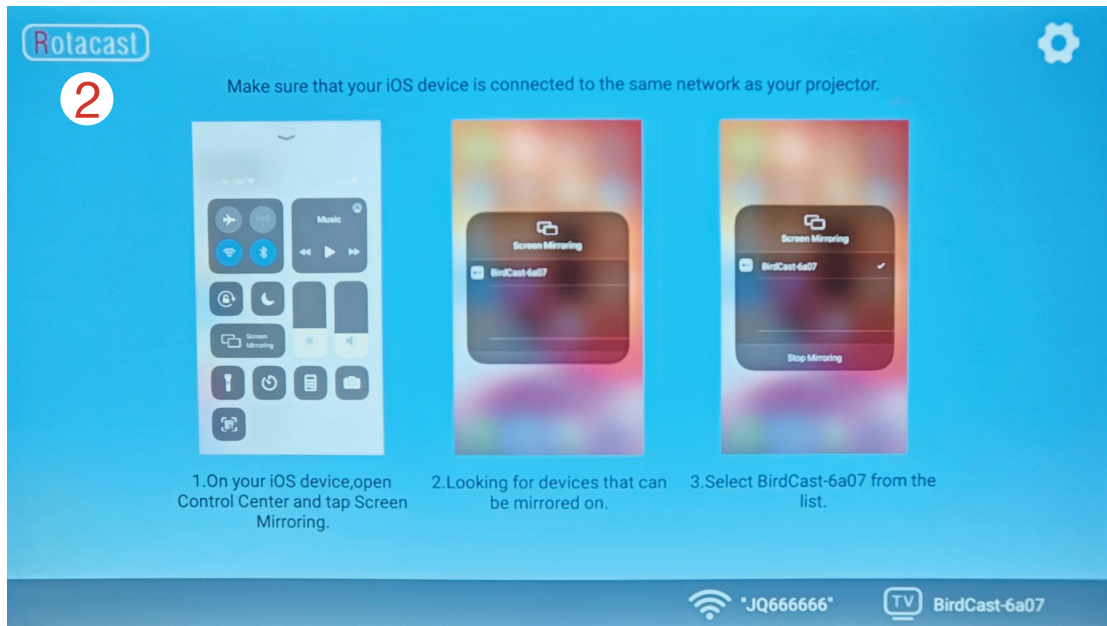 Rotacast
2
Make sure that your iOS device is connected to the same network as your projector.
Music
Screen
Mirroring
Screen Mirroring
BirdCast-6a07
Screen Mirroring
BirdCast-6a07
Stop Mirroring
1.On your iOS device,open
Control Center and tap Screen
Mirroring.
2.Looking for devices that can
be mirrored on.
3.Select BirdCast-6a07 from the
list.
"JQ666666"
TV
BirdCast-6a07